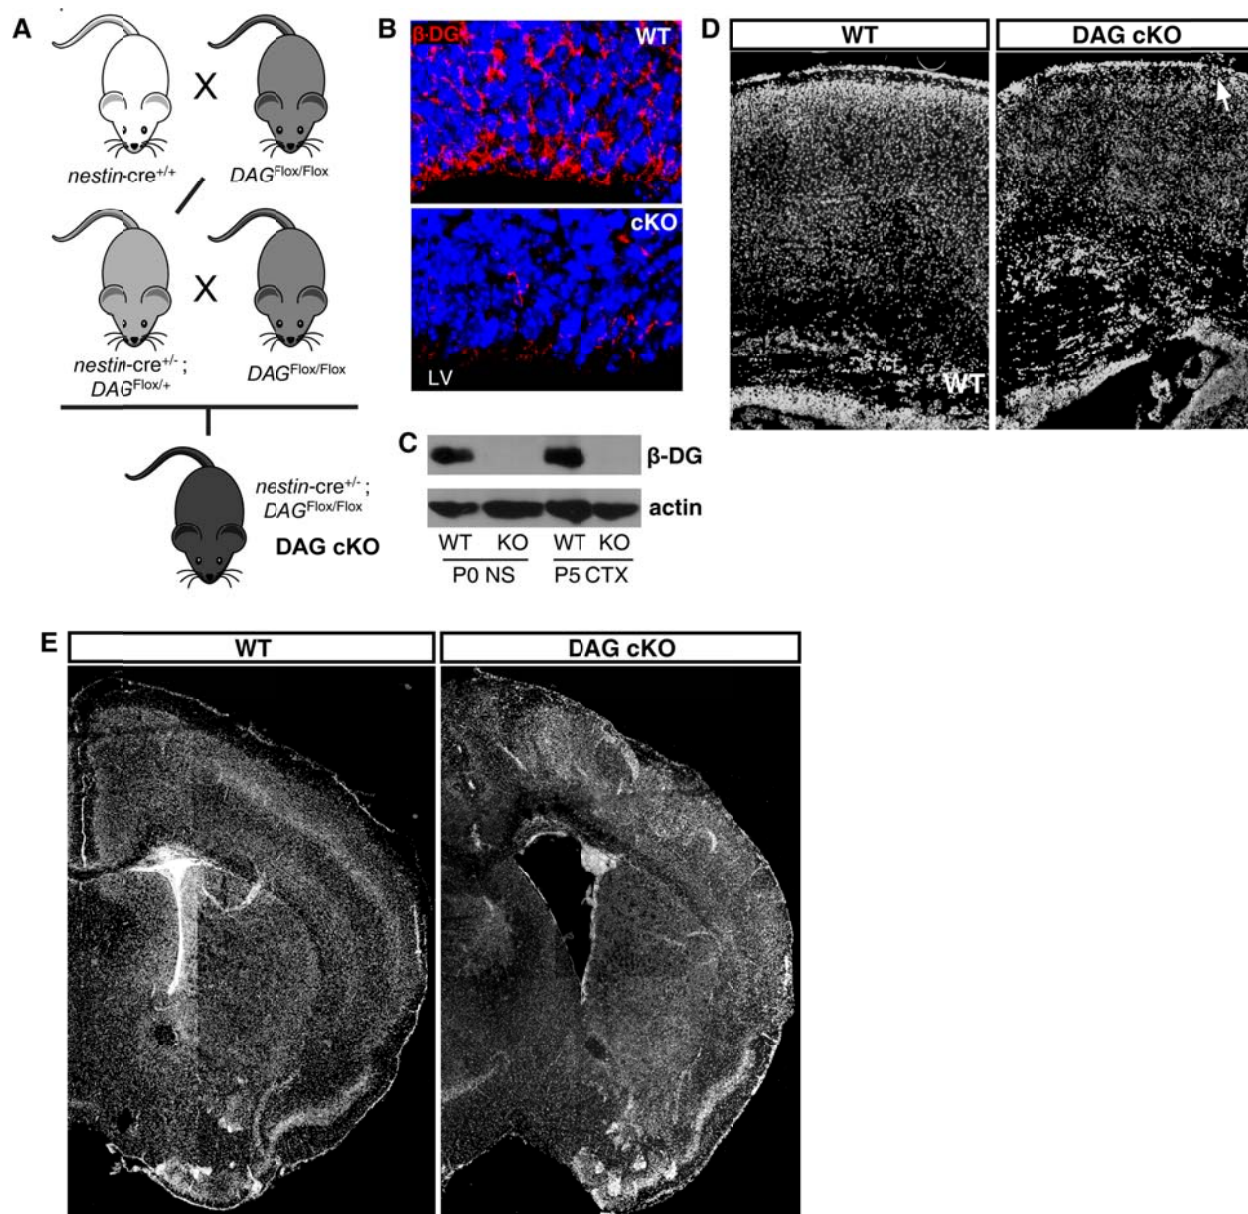 A
X
nestin-cre+/+
DAGFlox/Flox
X
nestin-cre+/- ;
DAGFlox/+
DAGFlox/Flox
nestin-cre+/- ;
DAGFlox/Flox
DAG cKO
B
β-DG
WT
cKO
LV
C
β-DG
actin
WT KO WT KO
P0 NS P5 CTX
D
WT
DAG cKO
WT
E
WT
DAG cKO